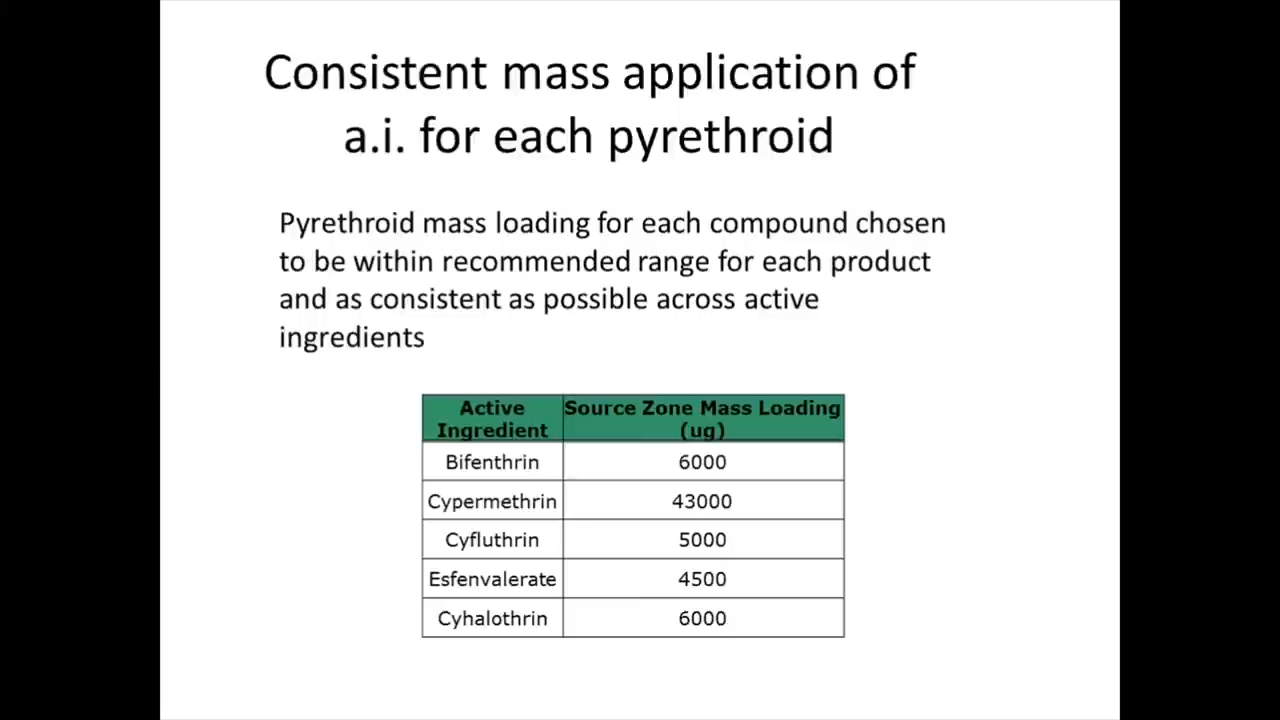 Consistent mass application of
a.i. for each pyrethroid
Pyrethroid mass loading for each compound chosen
to be within recommended range for each product
and as consistent as possible across active
ingredients
Active Ingredient Source Zone Mass Loading (ug)
Bifenthrin 6000
Cypermethrin 43000
Cyfluthrin 5000
Esfenvalerate 4500
Cyhalothrin 6000